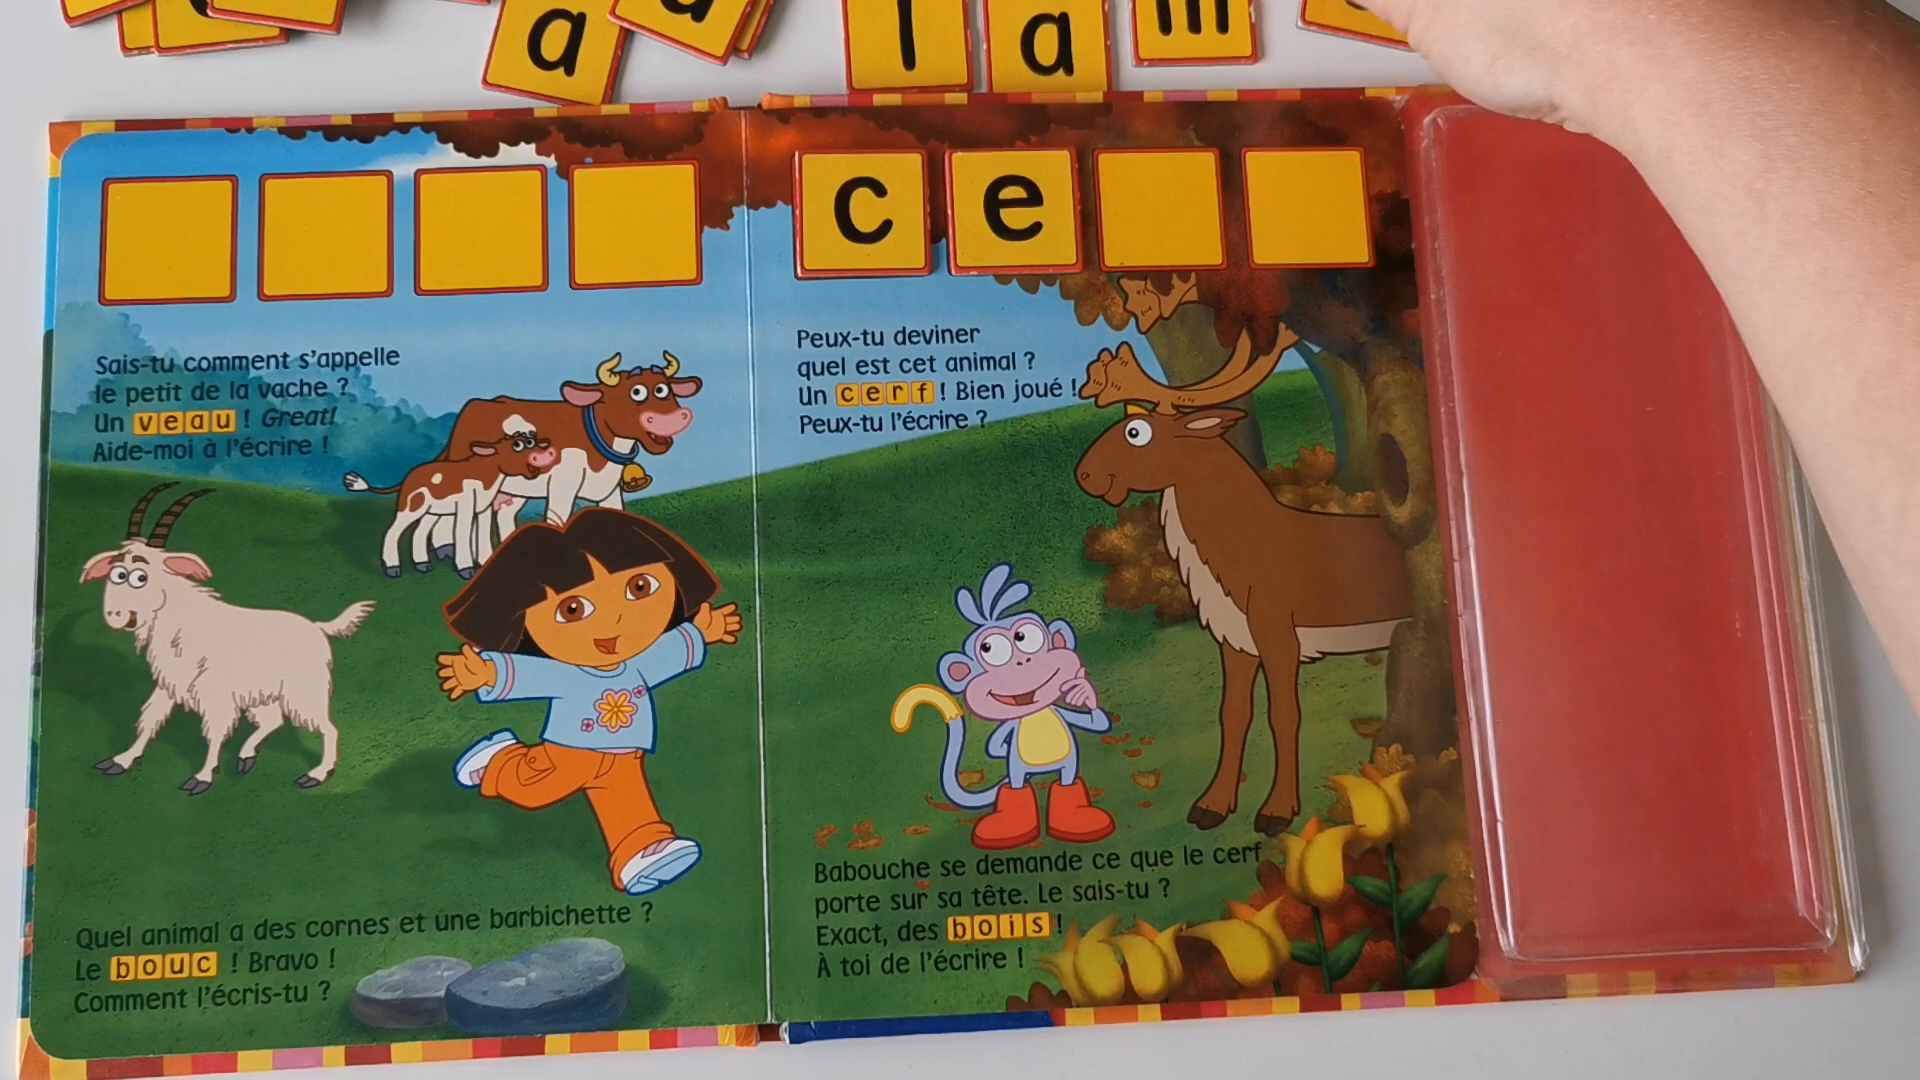 a l a m
c e
Sais-tu comment s'appelle
le petit de la vache ?
Un veau ! Great!
Aide-moi à l'écrire !
Quel animal a des cornes et une barbichette ?
Le bouc ! Bravo !
Comment l'écris-tu ?
Peux-tu deviner
quel est cet animal ?
Un cerf ! Bien joué !
Peux-tu l'écrire ?
Babouche se demande ce que le cerf
porte sur sa tête. Le sais-tu ?
Exact, des bois !
À toi de l'écrire !